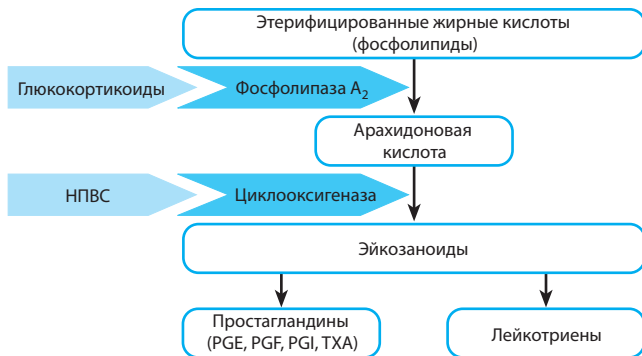 Этерифицированные жирные кислоты
(фосфолипиды)
Глюкокортикоиды
Фосфолипаза A2
Арахидоновая
кислота
НПВС
Циклооксигеназа
Эйкозаноиды
Простагландины
(PGE, PGF, PGI, TXA)
Лейкотриены